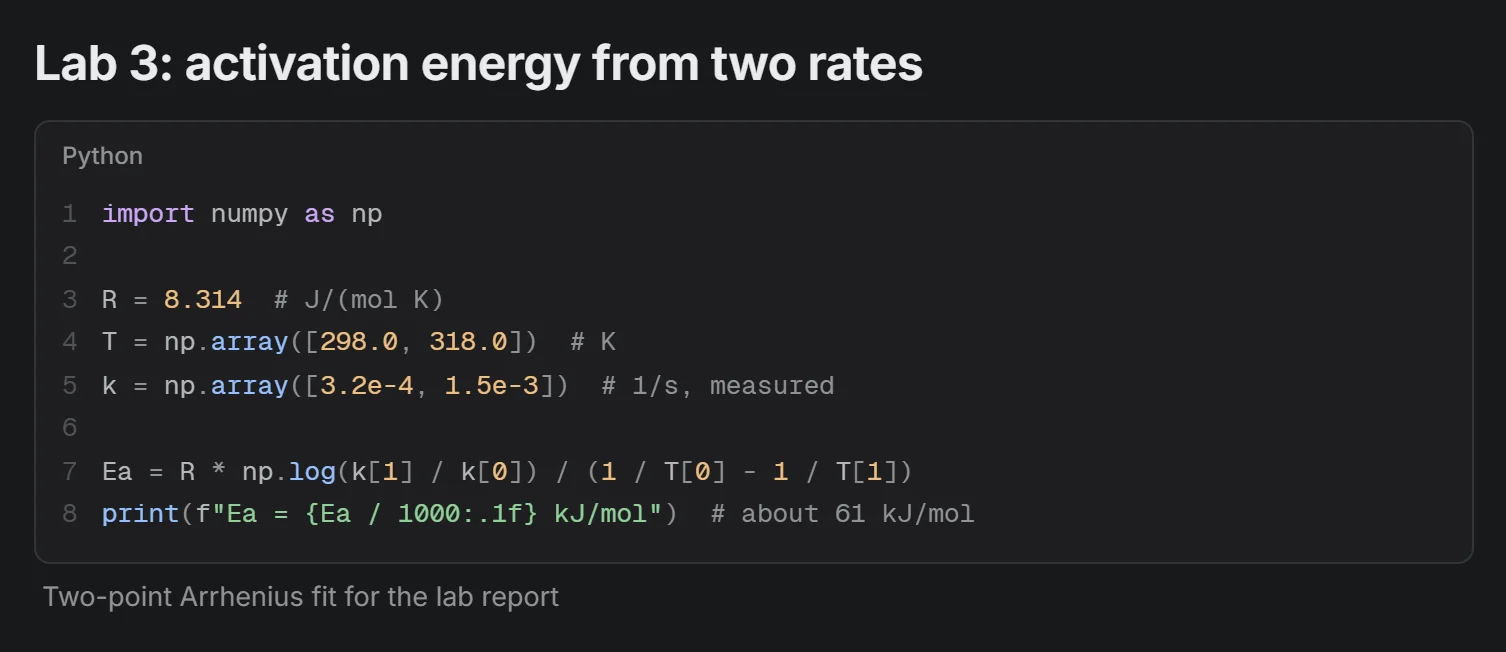 Lab 3: activation energy from two rates
Python
1 import numpy as np
2
3 R = 8.314  # J/(mol K)
4 T = np.array([298.0, 318.0])  # K
5 k = np.array([3.2e-4, 1.5e-3])  # 1/s, measured
6
7 Ea = R * np.log(k[1] / k[0]) / (1 / T[0] - 1 / T[1])
8 print(f"Ea = {Ea / 1000:.1f} kJ/mol")  # about 61 kJ/mol
Two-point Arrhenius fit for the lab report